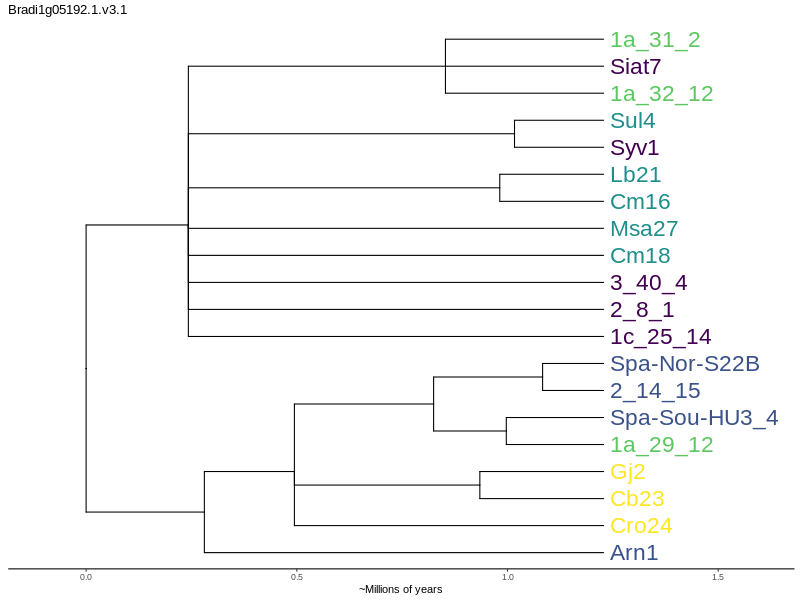 Bradi1g05192.1.v3.1
1a_31_2
Siat7
1a_32_12
Sul4
Syv1
Lb21
Cm16
Msa27
Cm18
3_40_4
2_8_1
1c_25_14
Spa-Nor-S22B
2_14_15
Spa-Sou-HU3_4
1a_29_12
Gj2
Cb23
Cro24
Arn1
0.0 0.5 1.0 1.5
~Millions of years